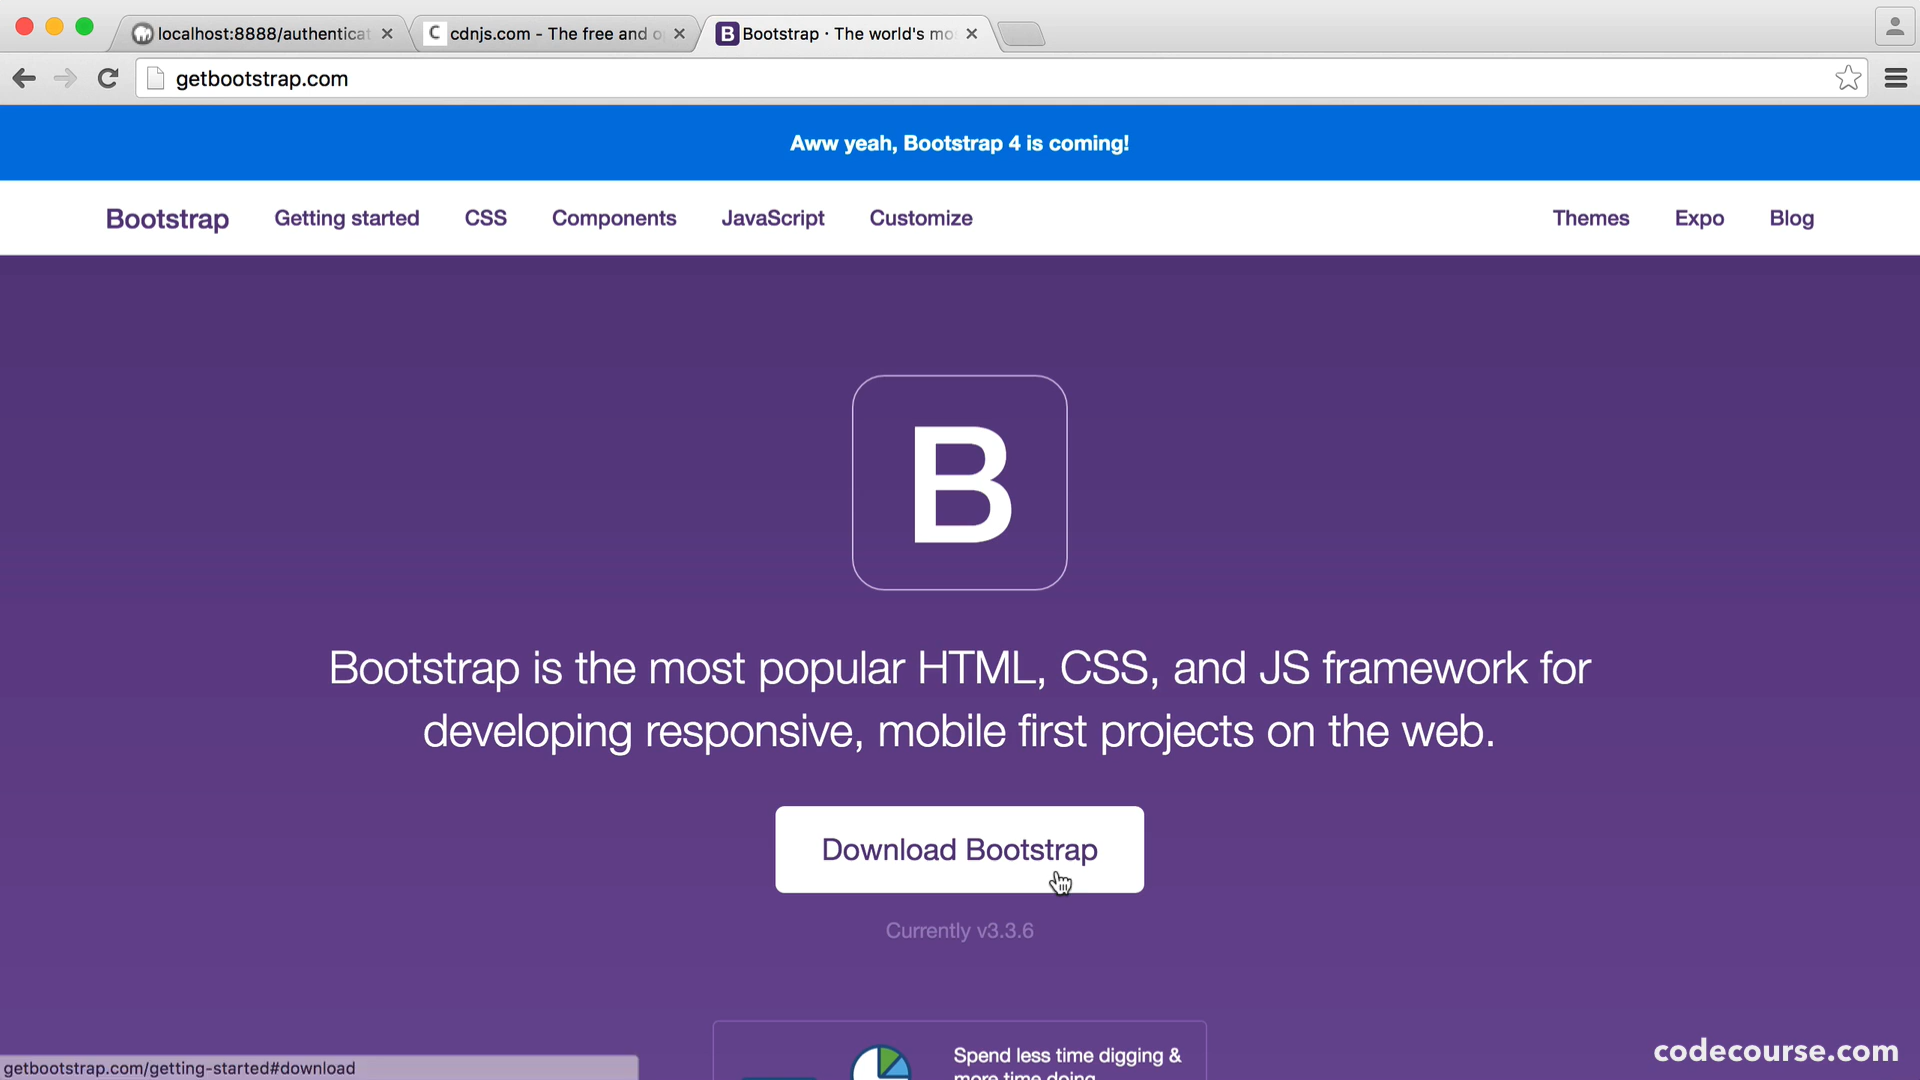 localhost:8888/authenticat
cdnjs.com - The free and o
B Bootstrap · The world's mo
getbootstrap.com
Aww yeah, Bootstrap 4 is coming!
Bootstrap Getting started CSS Components JavaScript Customize Themes Expo Blog
B
Bootstrap is the most popular HTML, CSS, and JS framework for
developing responsive, mobile first projects on the web.
Download Bootstrap
Currently v3.3.6
Spend less time digging &
more time doing
codecourse.com
getbootstrap.com/getting-started#download